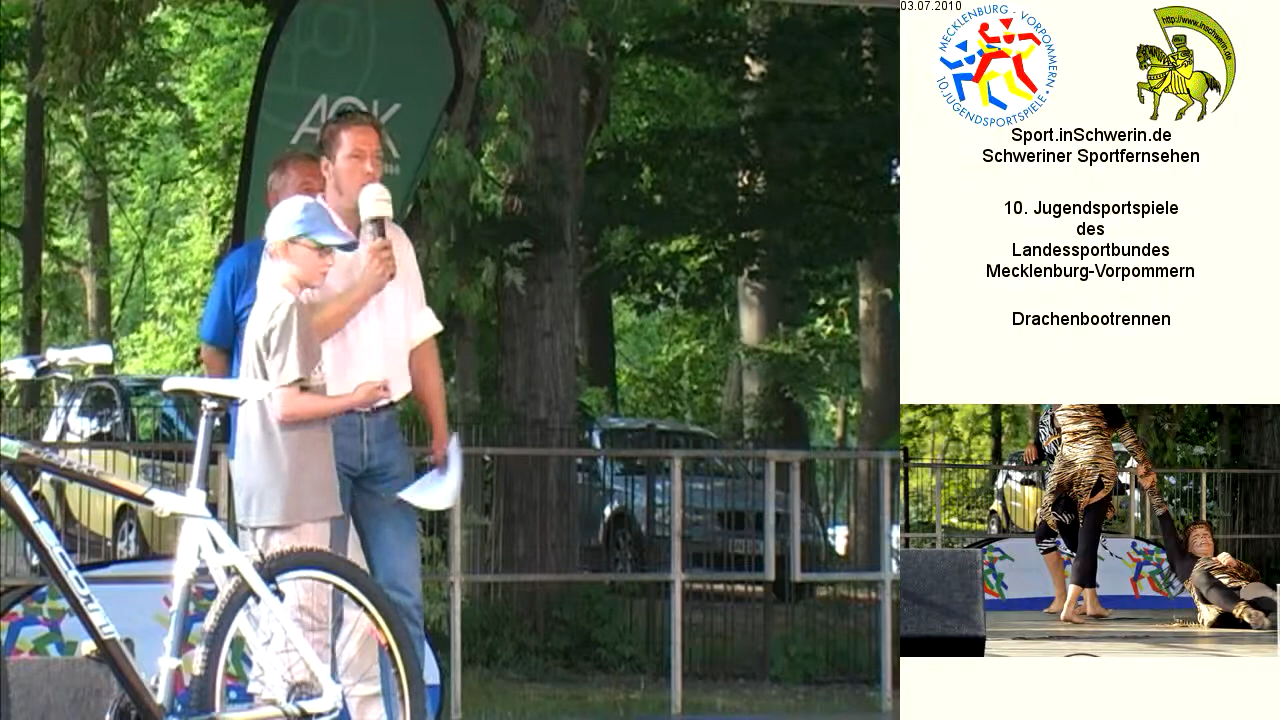 03.07.2010
MECKLENBURG - VORPOMMERN
10. JUGENDSPORTSPIELE
http://www.inschwerin.de
Sport.inSchwerin.de
Schweriner Sportfernsehen
10. Jugendsportspiele
des
Landessportbundes
Mecklenburg-Vorpommern
Drachenbootrennen
AOK